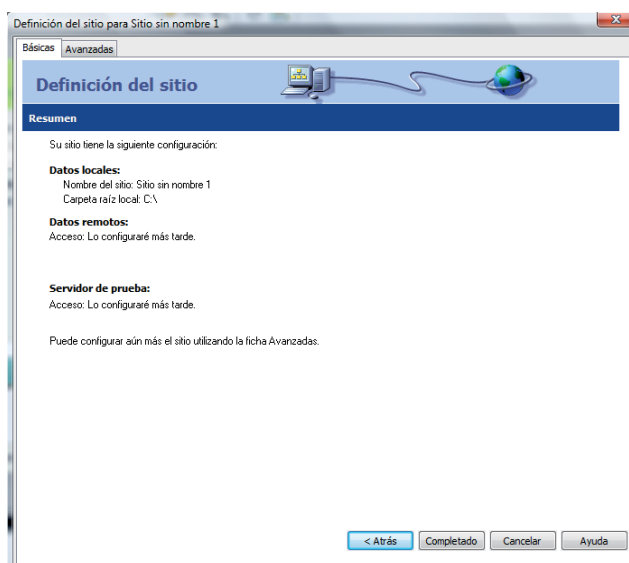 Definición del sitio para Sitio sin nombre 1
Básicas Avanzadas
Definición del sitio
Resumen
Su sitio tiene la siguiente configuración:
Datos locales:
Nombre del sitio: Sitio sin nombre 1
Carpeta raíz local: C:\
Datos remotos:
Acceso: Lo configuraré más tarde.
Servidor de prueba:
Acceso: Lo configuraré más tarde.
Puede configurar aún más el sitio utilizando la ficha Avanzadas.
< Atrás Completado Cancelar Ayuda